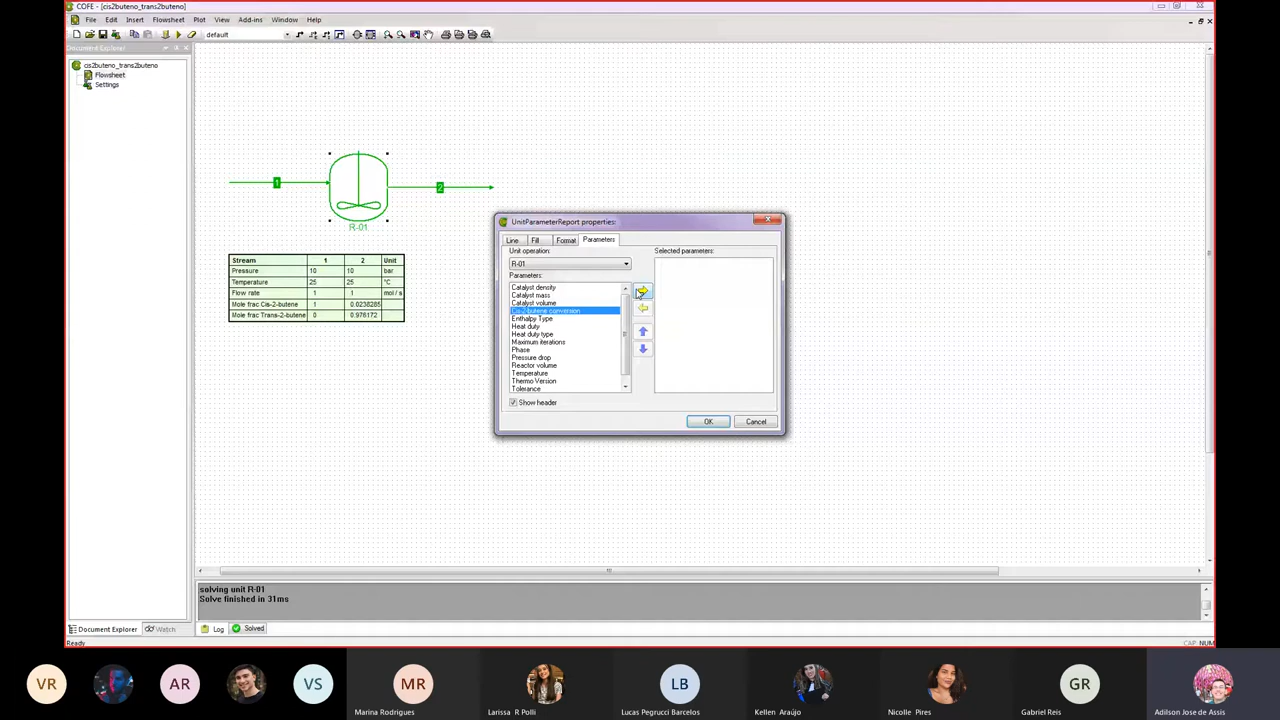 COFE - [cis2buteno_trans2buteno]
File Edit Insert Flowsheet Plot View Add-ins Window Help
default
Document Explorer
cis2buteno_trans2buteno
Flowsheet
Settings
1
2
R-01
Stream 1 2 Unit
Pressure 10 10 bar
Temperature 25 25 °C
Flow rate 1 1 mol / s
Mole frac Cis-2-butene 1 0.0238285
Mole frac Trans-2-butene 0 0.976172
UnitParameterReport properties:
Line Fill Format Parameters
Unit operation:
R-01
Parameters:
Selected parameters:
Catalyst density
Catalyst mass
Catalyst volume
Cis-2-butene conversion
Enthalpy Type
Heat duty
Heat duty type
Maximum iterations
Phase
Pressure drop
Reactor volume
Temperature
Thermo Version
Tolerance
Show header
OK Cancel
solving unit R-01
Solve finished in 31ms
Document Explorer Watch Log Solved
Ready CAP NUM
VR AR VS MR LB GR
Marina Rodrigues Larissa R Polli Lucas Pegrucci Barcelos Kellen Araújo Nicolle Pires Gabriel Reis Adilson Jose de Assis